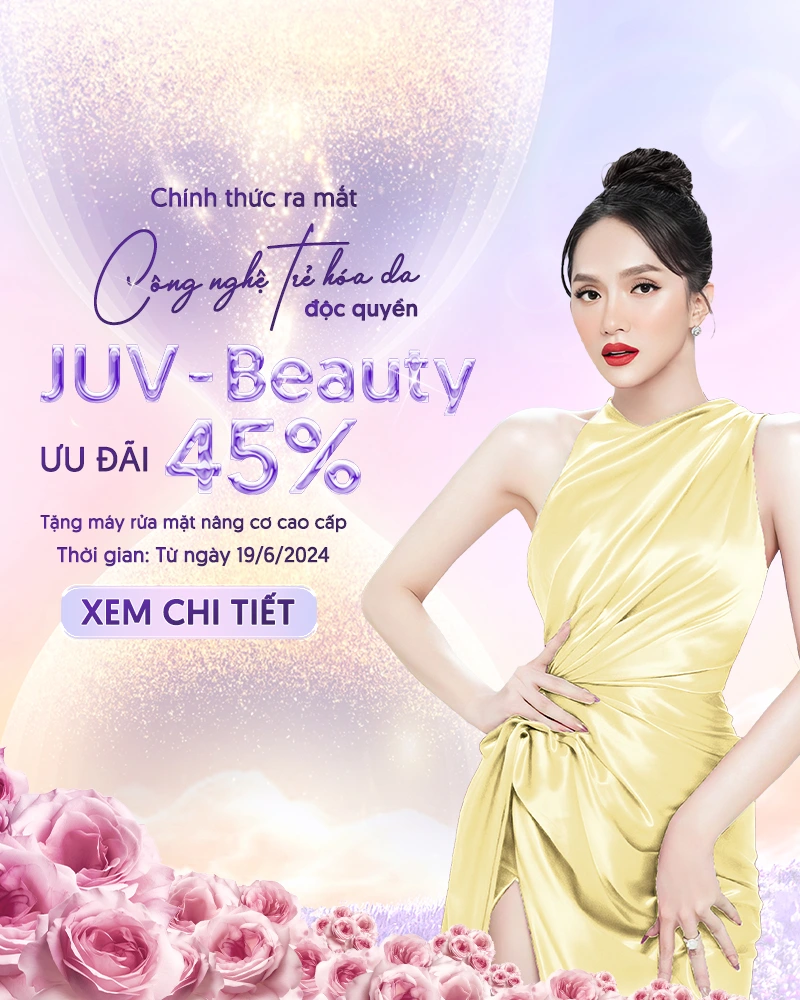 Chính thức ra mắt
Công nghệ Trẻ hóa da
độc quyền
JUV - Beauty
ƯU ĐÃI 45%
Tặng máy rửa mặt nâng cơ cao cấp
Thời gian: Từ ngày 19/6/2024
XEM CHI TIẾT